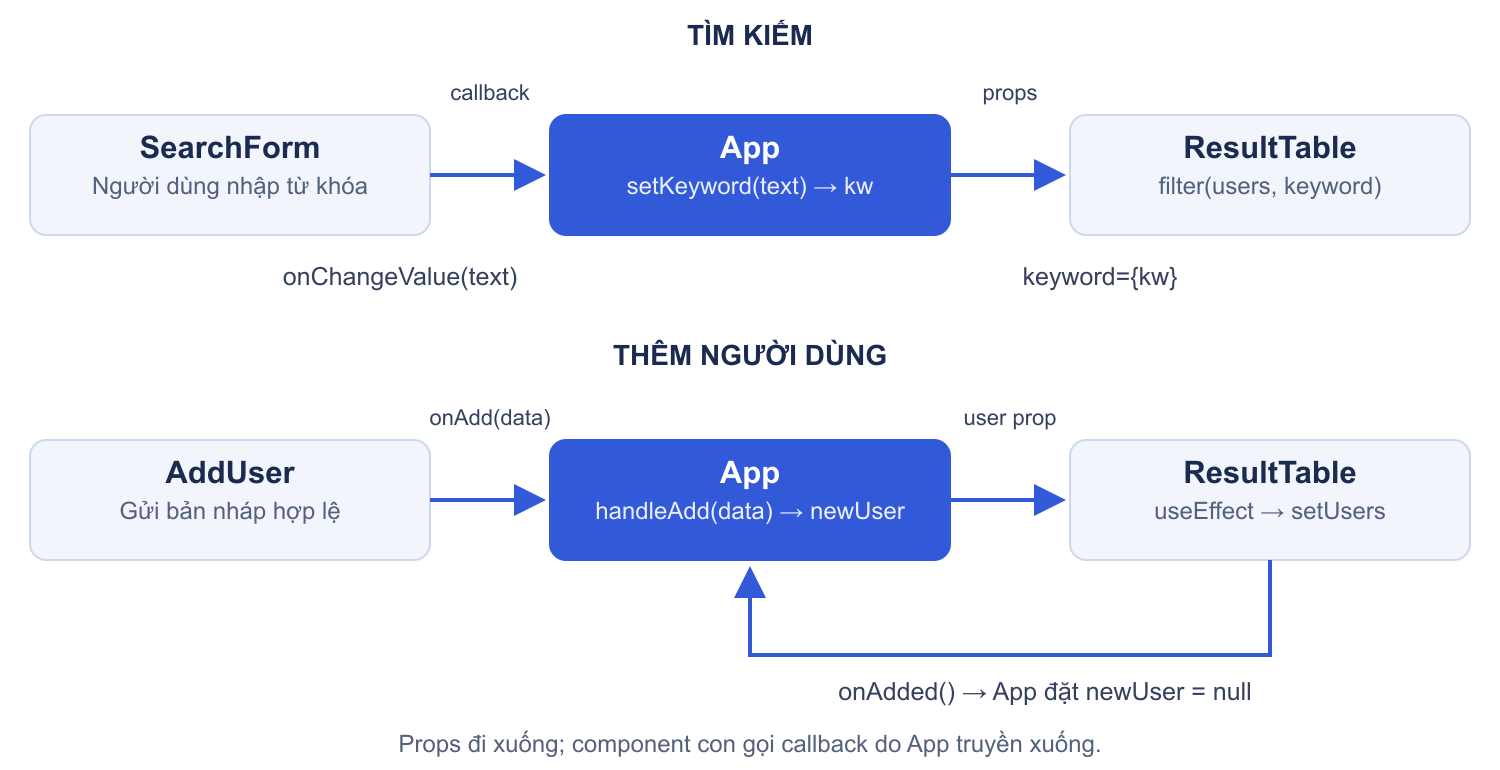 TÌM KIẾM
callback
props
SearchForm
Người dùng nhập từ khóa
App
setKeyword(text) → kw
ResultTable
filter(users, keyword)
onChangeValue(text)
keyword={kw}
THÊM NGƯỜI DÙNG
onAdd(data)
user prop
AddUser
Gửi bản nháp hợp lệ
App
handleAdd(data) → newUser
ResultTable
useEffect → setUsers
onAdded() → App đặt newUser = null
Props đi xuống; component con gọi callback do App truyền xuống.